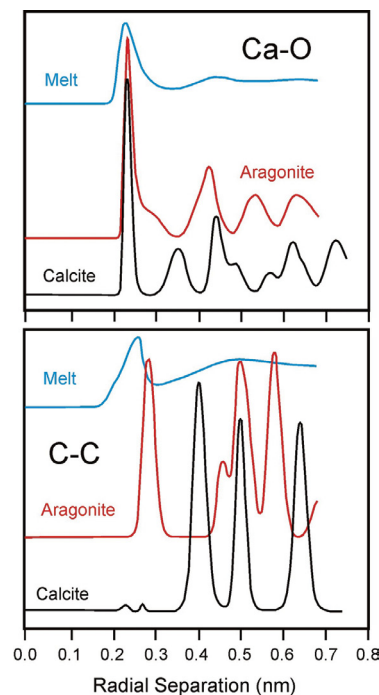 Ca-O
Melt
Aragonite
Calcite
Melt
C-C
Aragonite
Calcite
0.0 0.1 0.2 0.3 0.4 0.5 0.6 0.7 0.8
Radial Separation (nm)